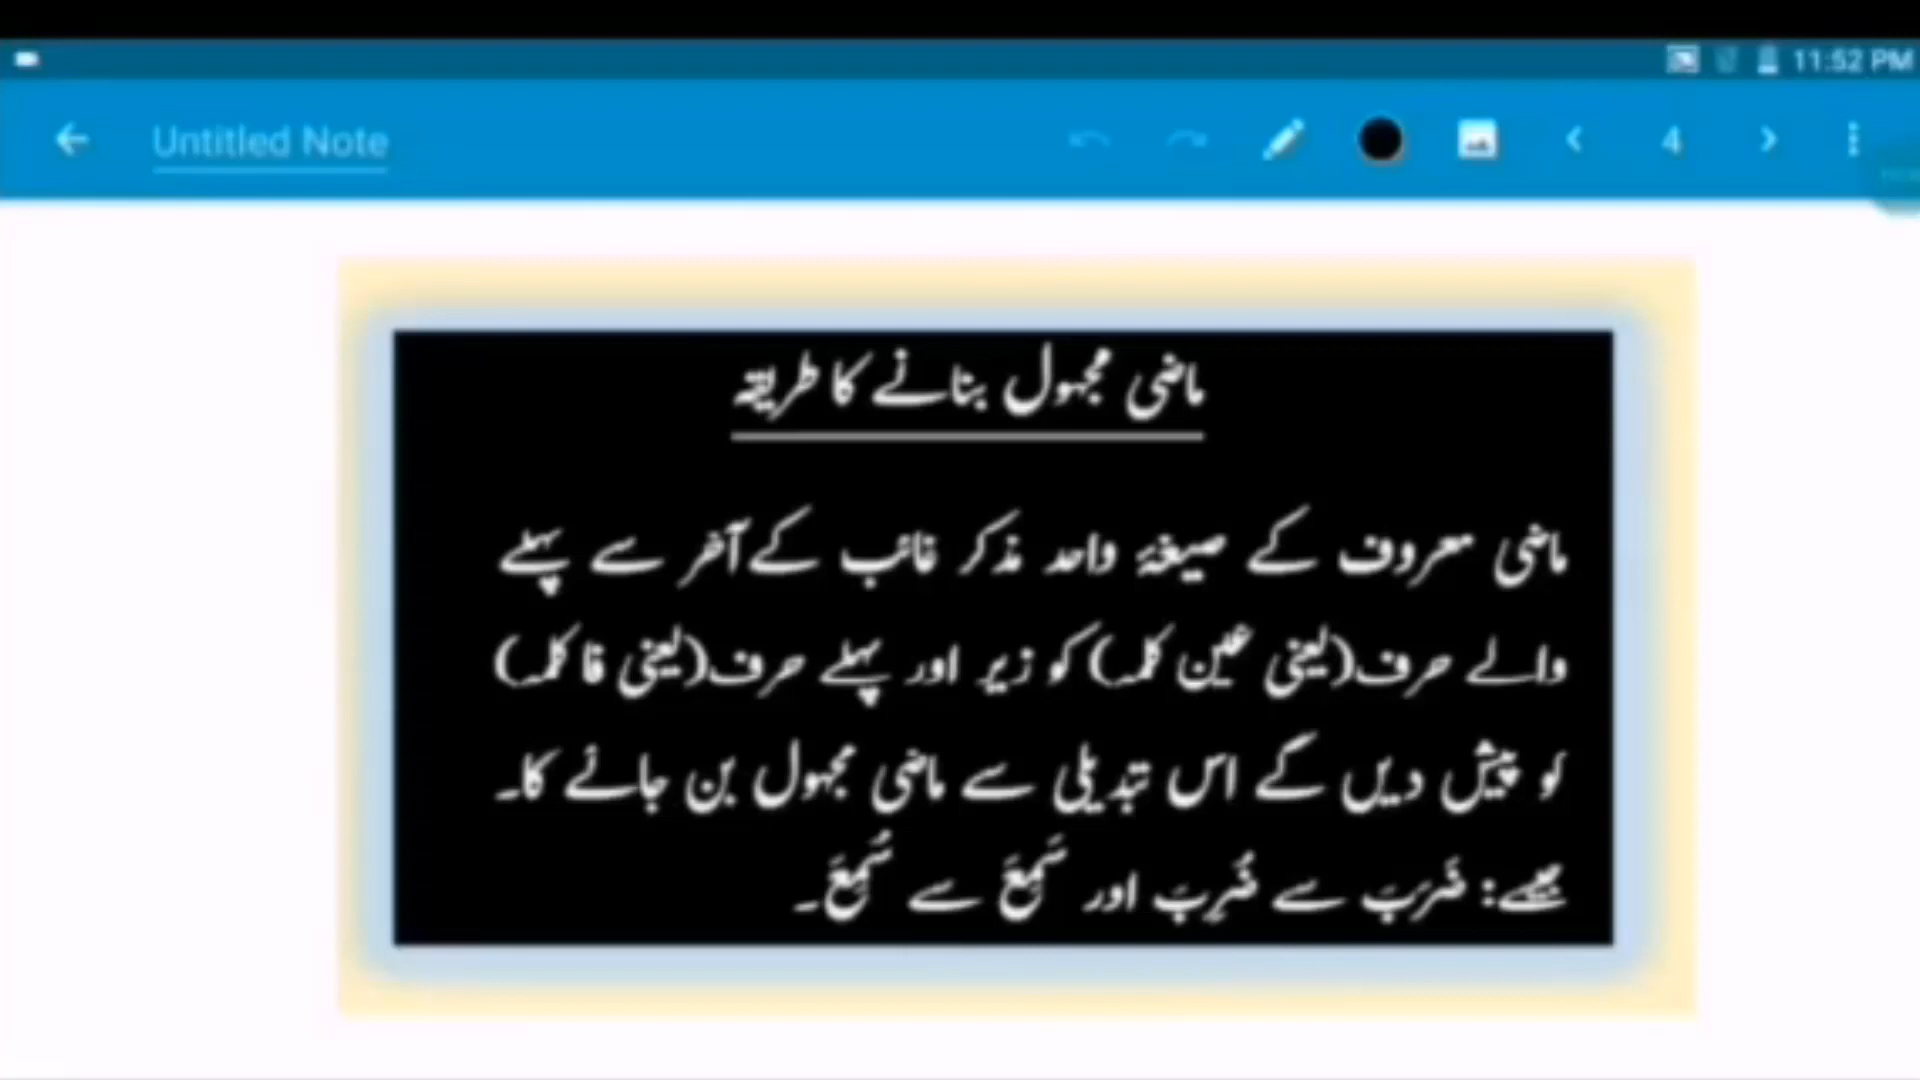 11:52 PM
Untitled Note
4
ماضی مجہول بنانے کا طریقہ
ماضی معروف کے صیغۂ واحد مذکر غائب کے آخر سے پہلے
والے حرف(یعنی عین کلمہ)کو زیر اور پہلے حرف(یعنی فا کلمہ)
کو پیش دیں گے اس تبدیلی سے ماضی مجہول بن جائے گا۔
جیسے: ضَرَبَ سے ضُرِبَ اور سَمِعَ سے سُمِعَ۔